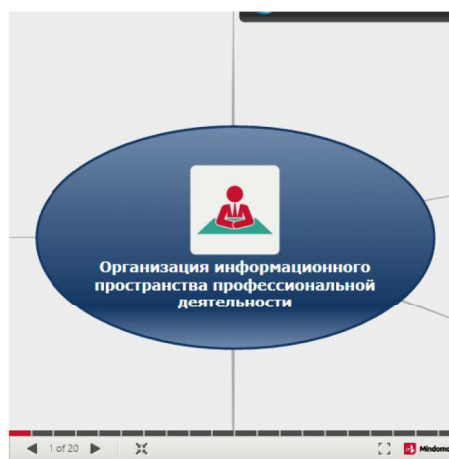 Организация информационного
пространства профессиональной
деятельности
1 of 20